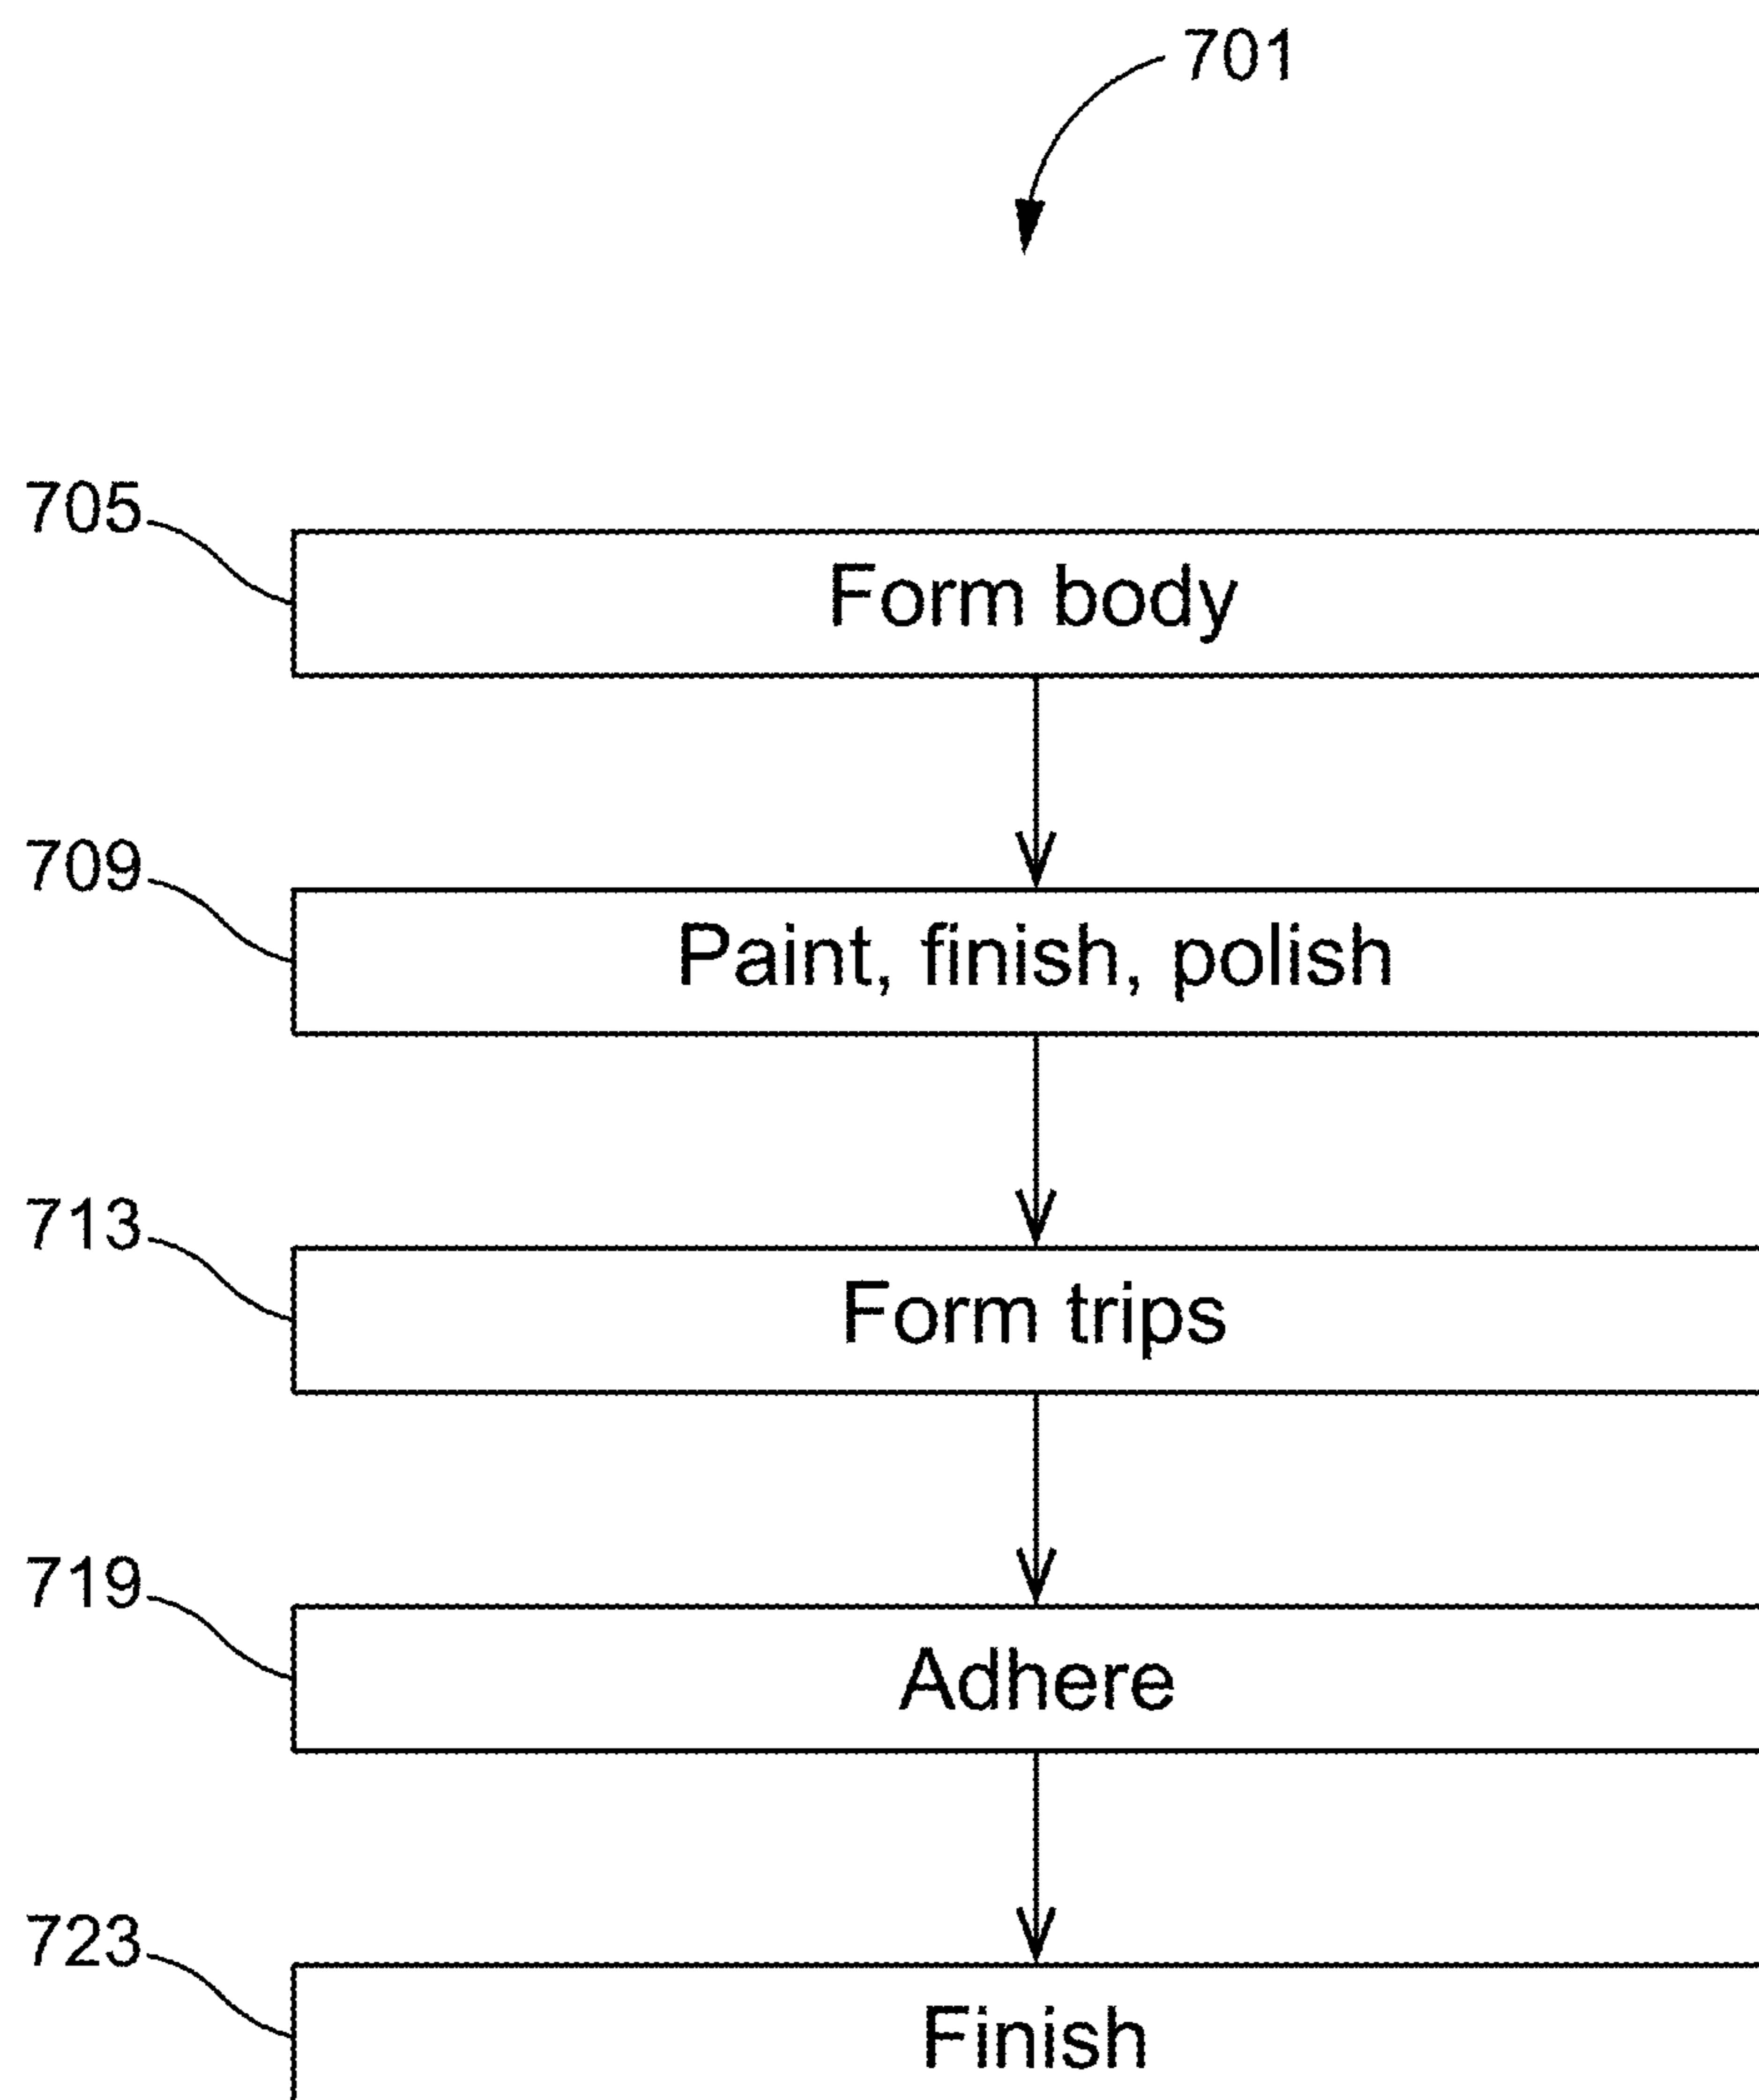 701
705
Form body
709
Paint, finish, polish
713
Form trips
719
Adhere
723
Finish